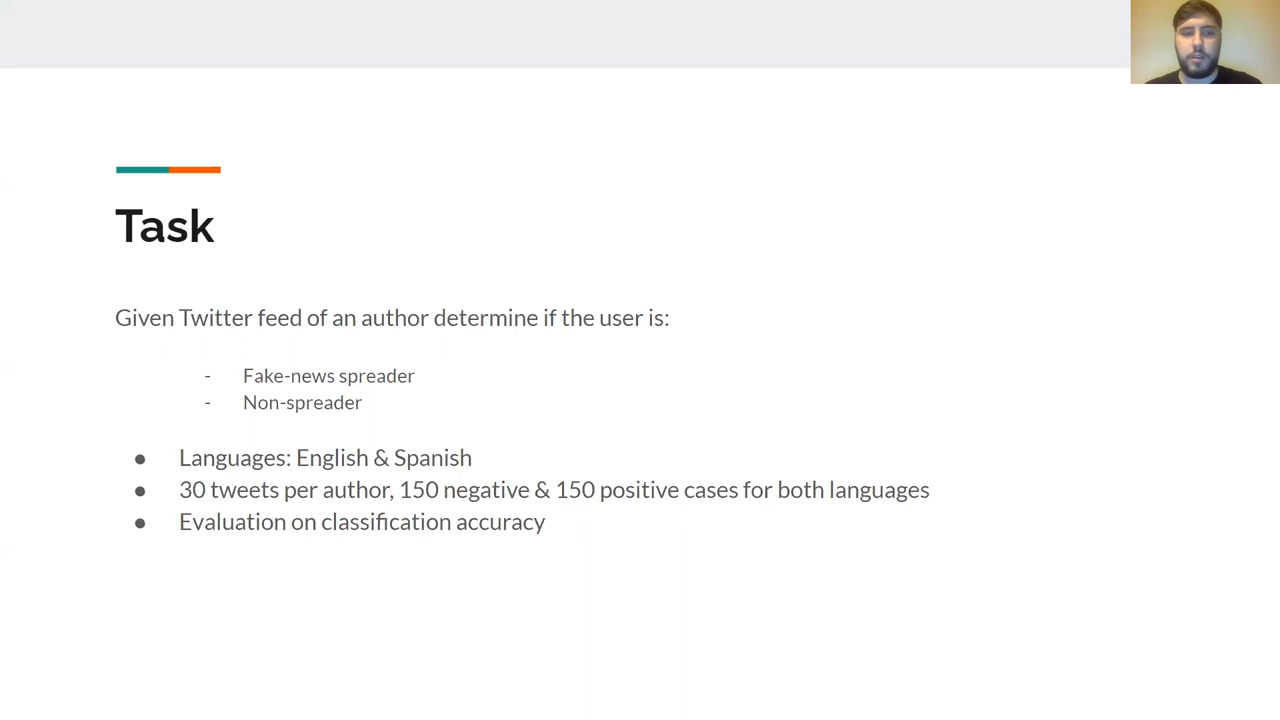 Task
Given Twitter feed of an author determine if the user is:
- Fake-news spreader
- Non-spreader
● Languages: English & Spanish
● 30 tweets per author, 150 negative & 150 positive cases for both languages
● Evaluation on classification accuracy